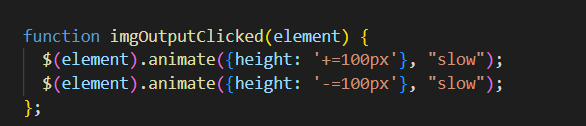 function imgOutputClicked(element) {
$(element).animate({height: '+=100px'}, "slow");
$(element).animate({height: '-=100px'}, "slow");
};